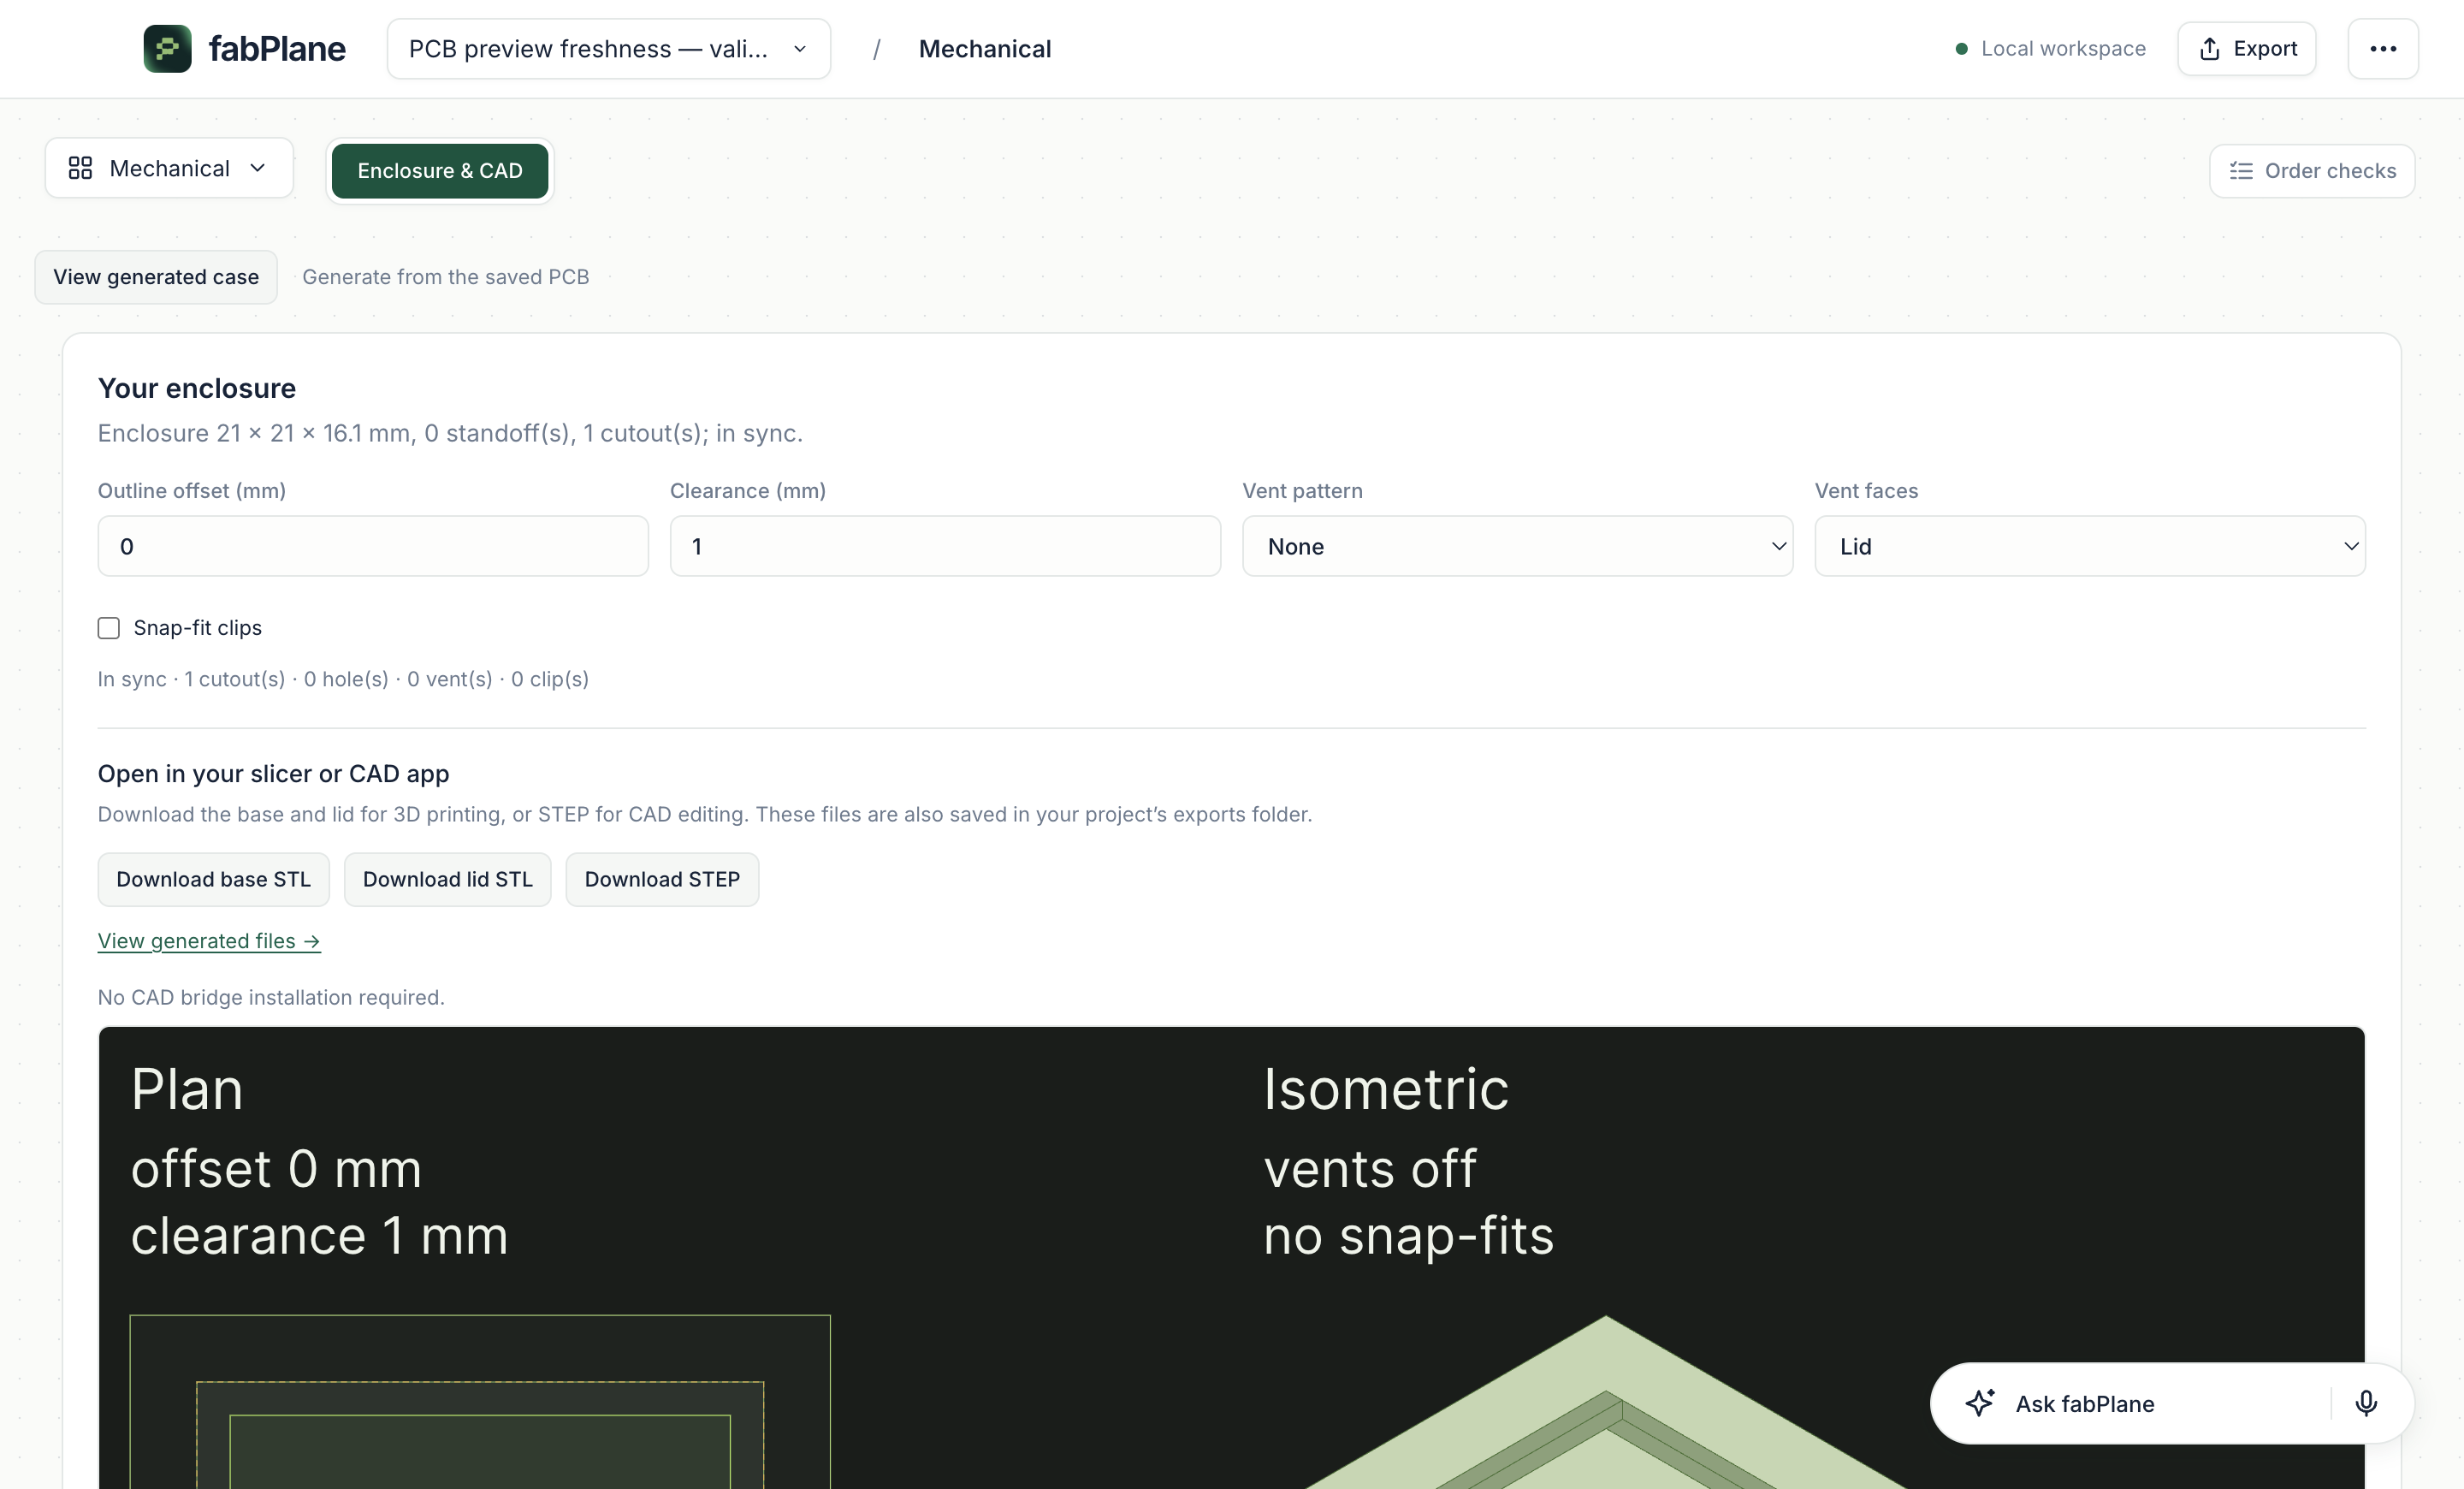 fabPlane
PCB preview freshness — vali...
/
Mechanical
Local workspace
Export
Mechanical
Enclosure & CAD
Order checks
View generated case
Generate from the saved PCB
Your enclosure
Enclosure 21 × 21 × 16.1 mm, 0 standoff(s), 1 cutout(s); in sync.
Outline offset (mm)
Clearance (mm)
Vent pattern
Vent faces
0
1
None
Lid
Snap-fit clips
In sync · 1 cutout(s) · 0 hole(s) · 0 vent(s) · 0 clip(s)
Open in your slicer or CAD app
Download the base and lid for 3D printing, or STEP for CAD editing. These files are also saved in your project’s exports folder.
Download base STL
Download lid STL
Download STEP
View generated files →
No CAD bridge installation required.
Plan
offset 0 mm
clearance 1 mm
Isometric
vents off
no snap-fits
Ask fabPlane